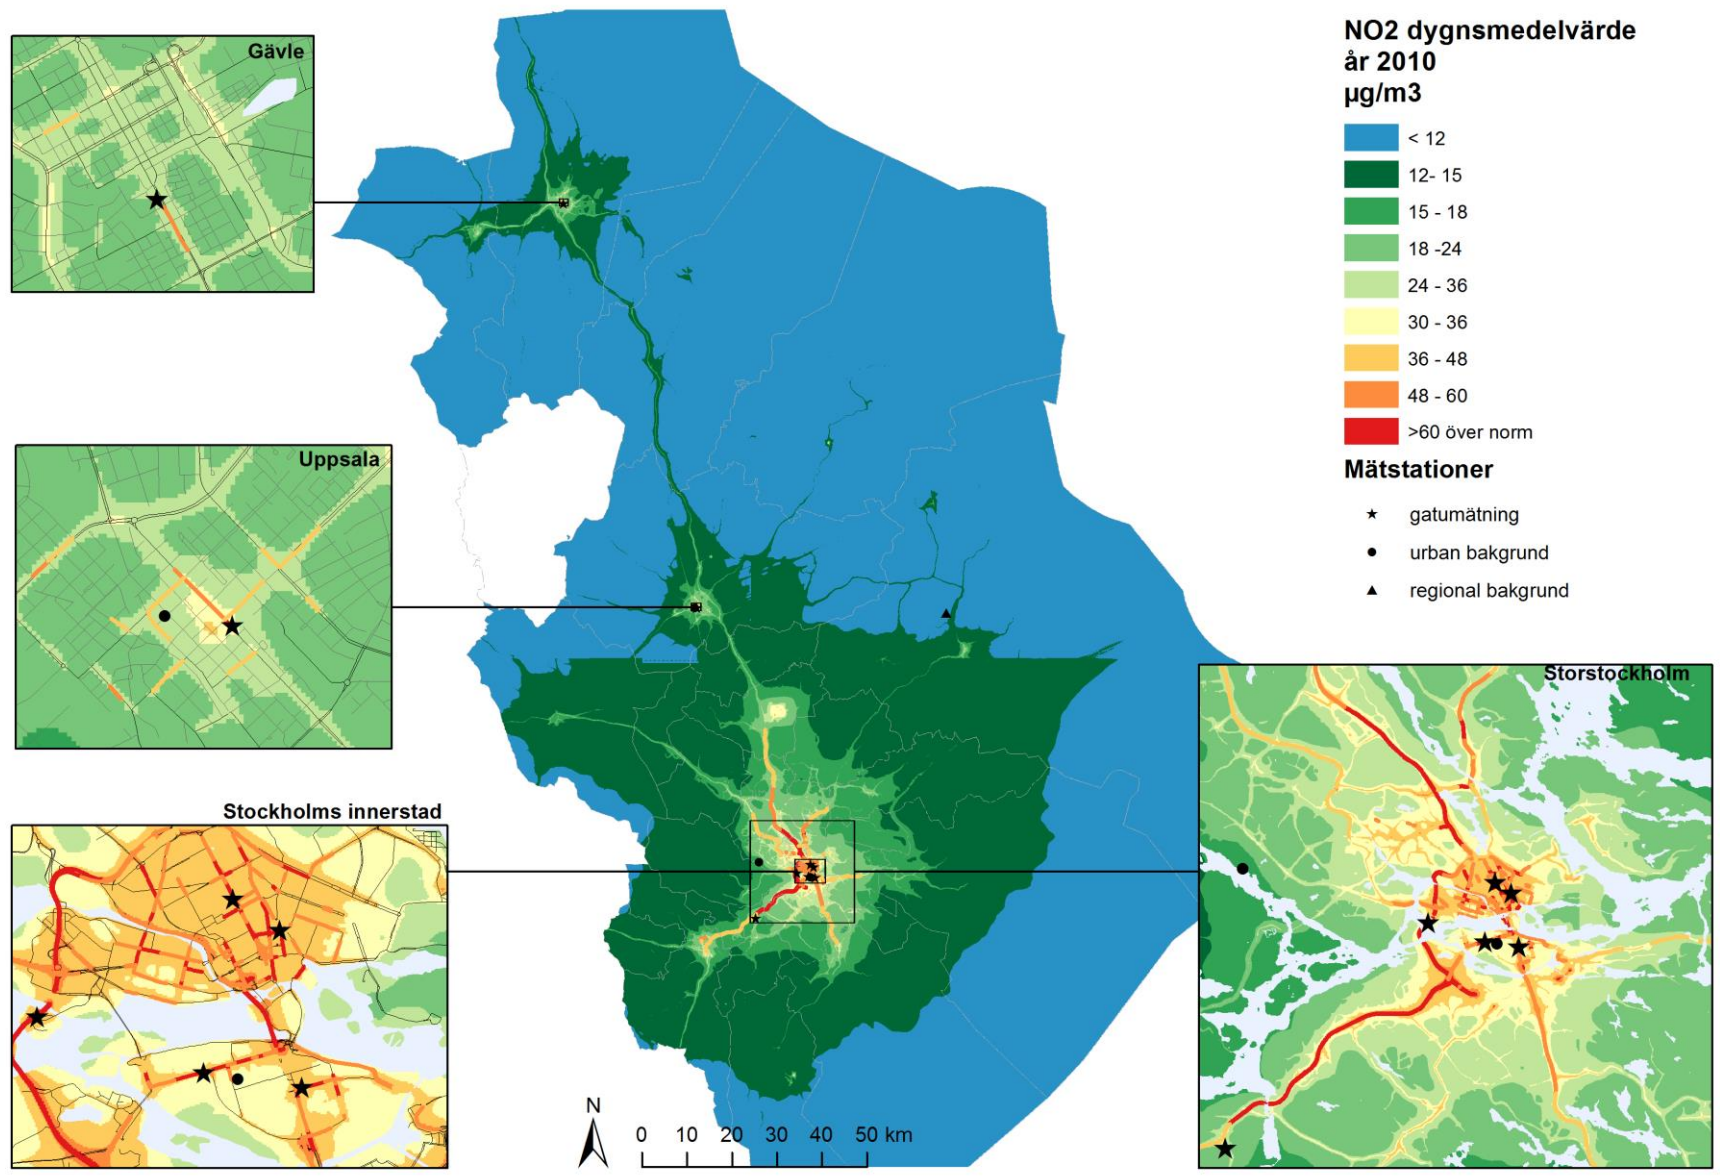 Gävle
NO2 dygnsmedelvärde
år 2010
µg/m3
< 12
12- 15
15 - 18
18 -24
24 - 36
30 - 36
36 - 48
48 - 60
>60 över norm
Mätstationer
gatumätning
urban bakgrund
regional bakgrund
Uppsala
Storstockholm
Stockholms innerstad
N
0 10 20 30 40 50 km